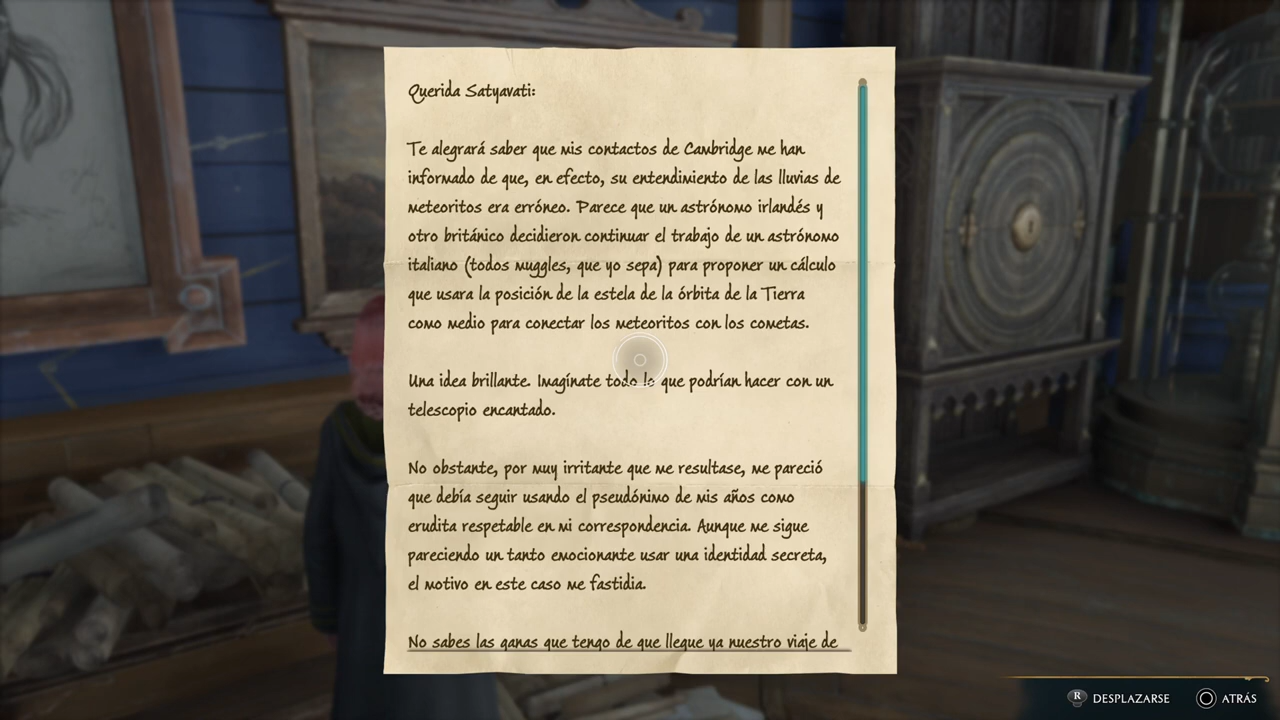 Querida Satyavati:
Te alegrará saber que mis contactos de Cambridge me han
informado de que, en efecto, su entendimiento de las lluvias de
meteoritos era erróneo. Parece que un astrónomo irlandés y
otro británico decidieron continuar el trabajo de un astrónomo
italiano (todos muggles, que yo sepa) para proponer un cálculo
que usara la posición de la estela de la órbita de la Tierra
como medio para conectar los meteoritos con los cometas.
Una idea brillante. Imagínate todo lo que podrían hacer con un
telescopio encantado.
No obstante, por muy irritante que me resultase, me pareció
que debía seguir usando el pseudónimo de mis años como
erudita respetable en mi correspondencia. Aunque me sigue
pareciendo un tanto emocionante usar una identidad secreta,
el motivo en este caso me fastidia.
No sabes las ganas que tengo de que llegue ya nuestro viaje de
R DESPLAZARSE ATRÁS